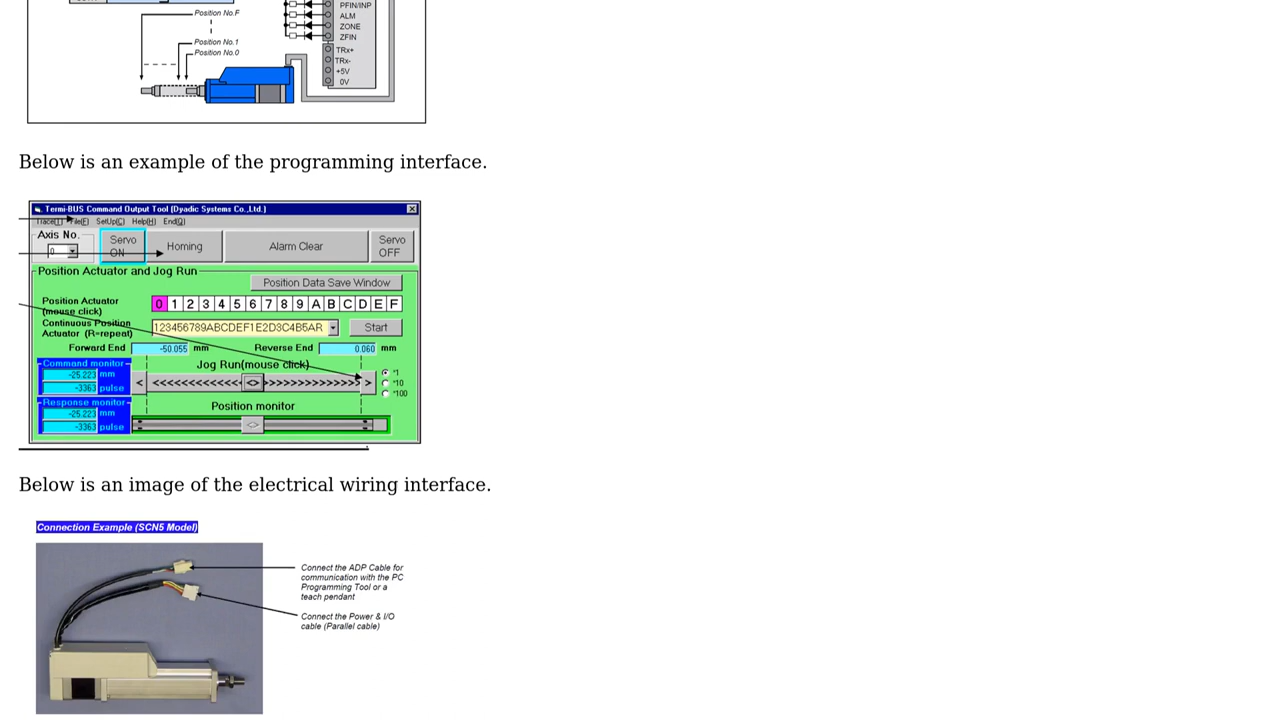 PFIN/INP
Position No.F
ALM
ZONE
ZFIN
Position No.1
Position No.0
TRx+
TRx-
+5V
0V
Below is an example of the programming interface.
Termi-BUS Command Output Tool (Dyadic Systems Co.,Ltd.)
Trace(T) File(F) SetUp(C) Help(H) End(Q)
Axis No.
0
Servo
ON
Homing
Alarm Clear
Servo
OFF
Position Actuator and Jog Run
Position Data Save Window
Position Actuator
(mouse click)
0 1 2 3 4 5 6 7 8 9 A B C D E F
Continuous Position
Actuator (R=repeat)
123456789ABCDEF1E2D3C4B5AR
Start
Forward End -50.055 mm Reverse End 0.060 mm
Command monitor
-25.223 mm
-3363 pulse
Jog Run(mouse click)
< <<<<<<<<<<<<< <> >>>>>>>>>>>>>> >
*1
*10
*100
Response monitor
-25.223 mm
-3363 pulse
Position monitor
<>
Below is an image of the electrical wiring interface.
Connection Example (SCN5 Model)
Connect the ADP Cable for
communication with the PC
Programming Tool or a
teach pendant
Connect the Power & I/O
cable (Parallel cable)